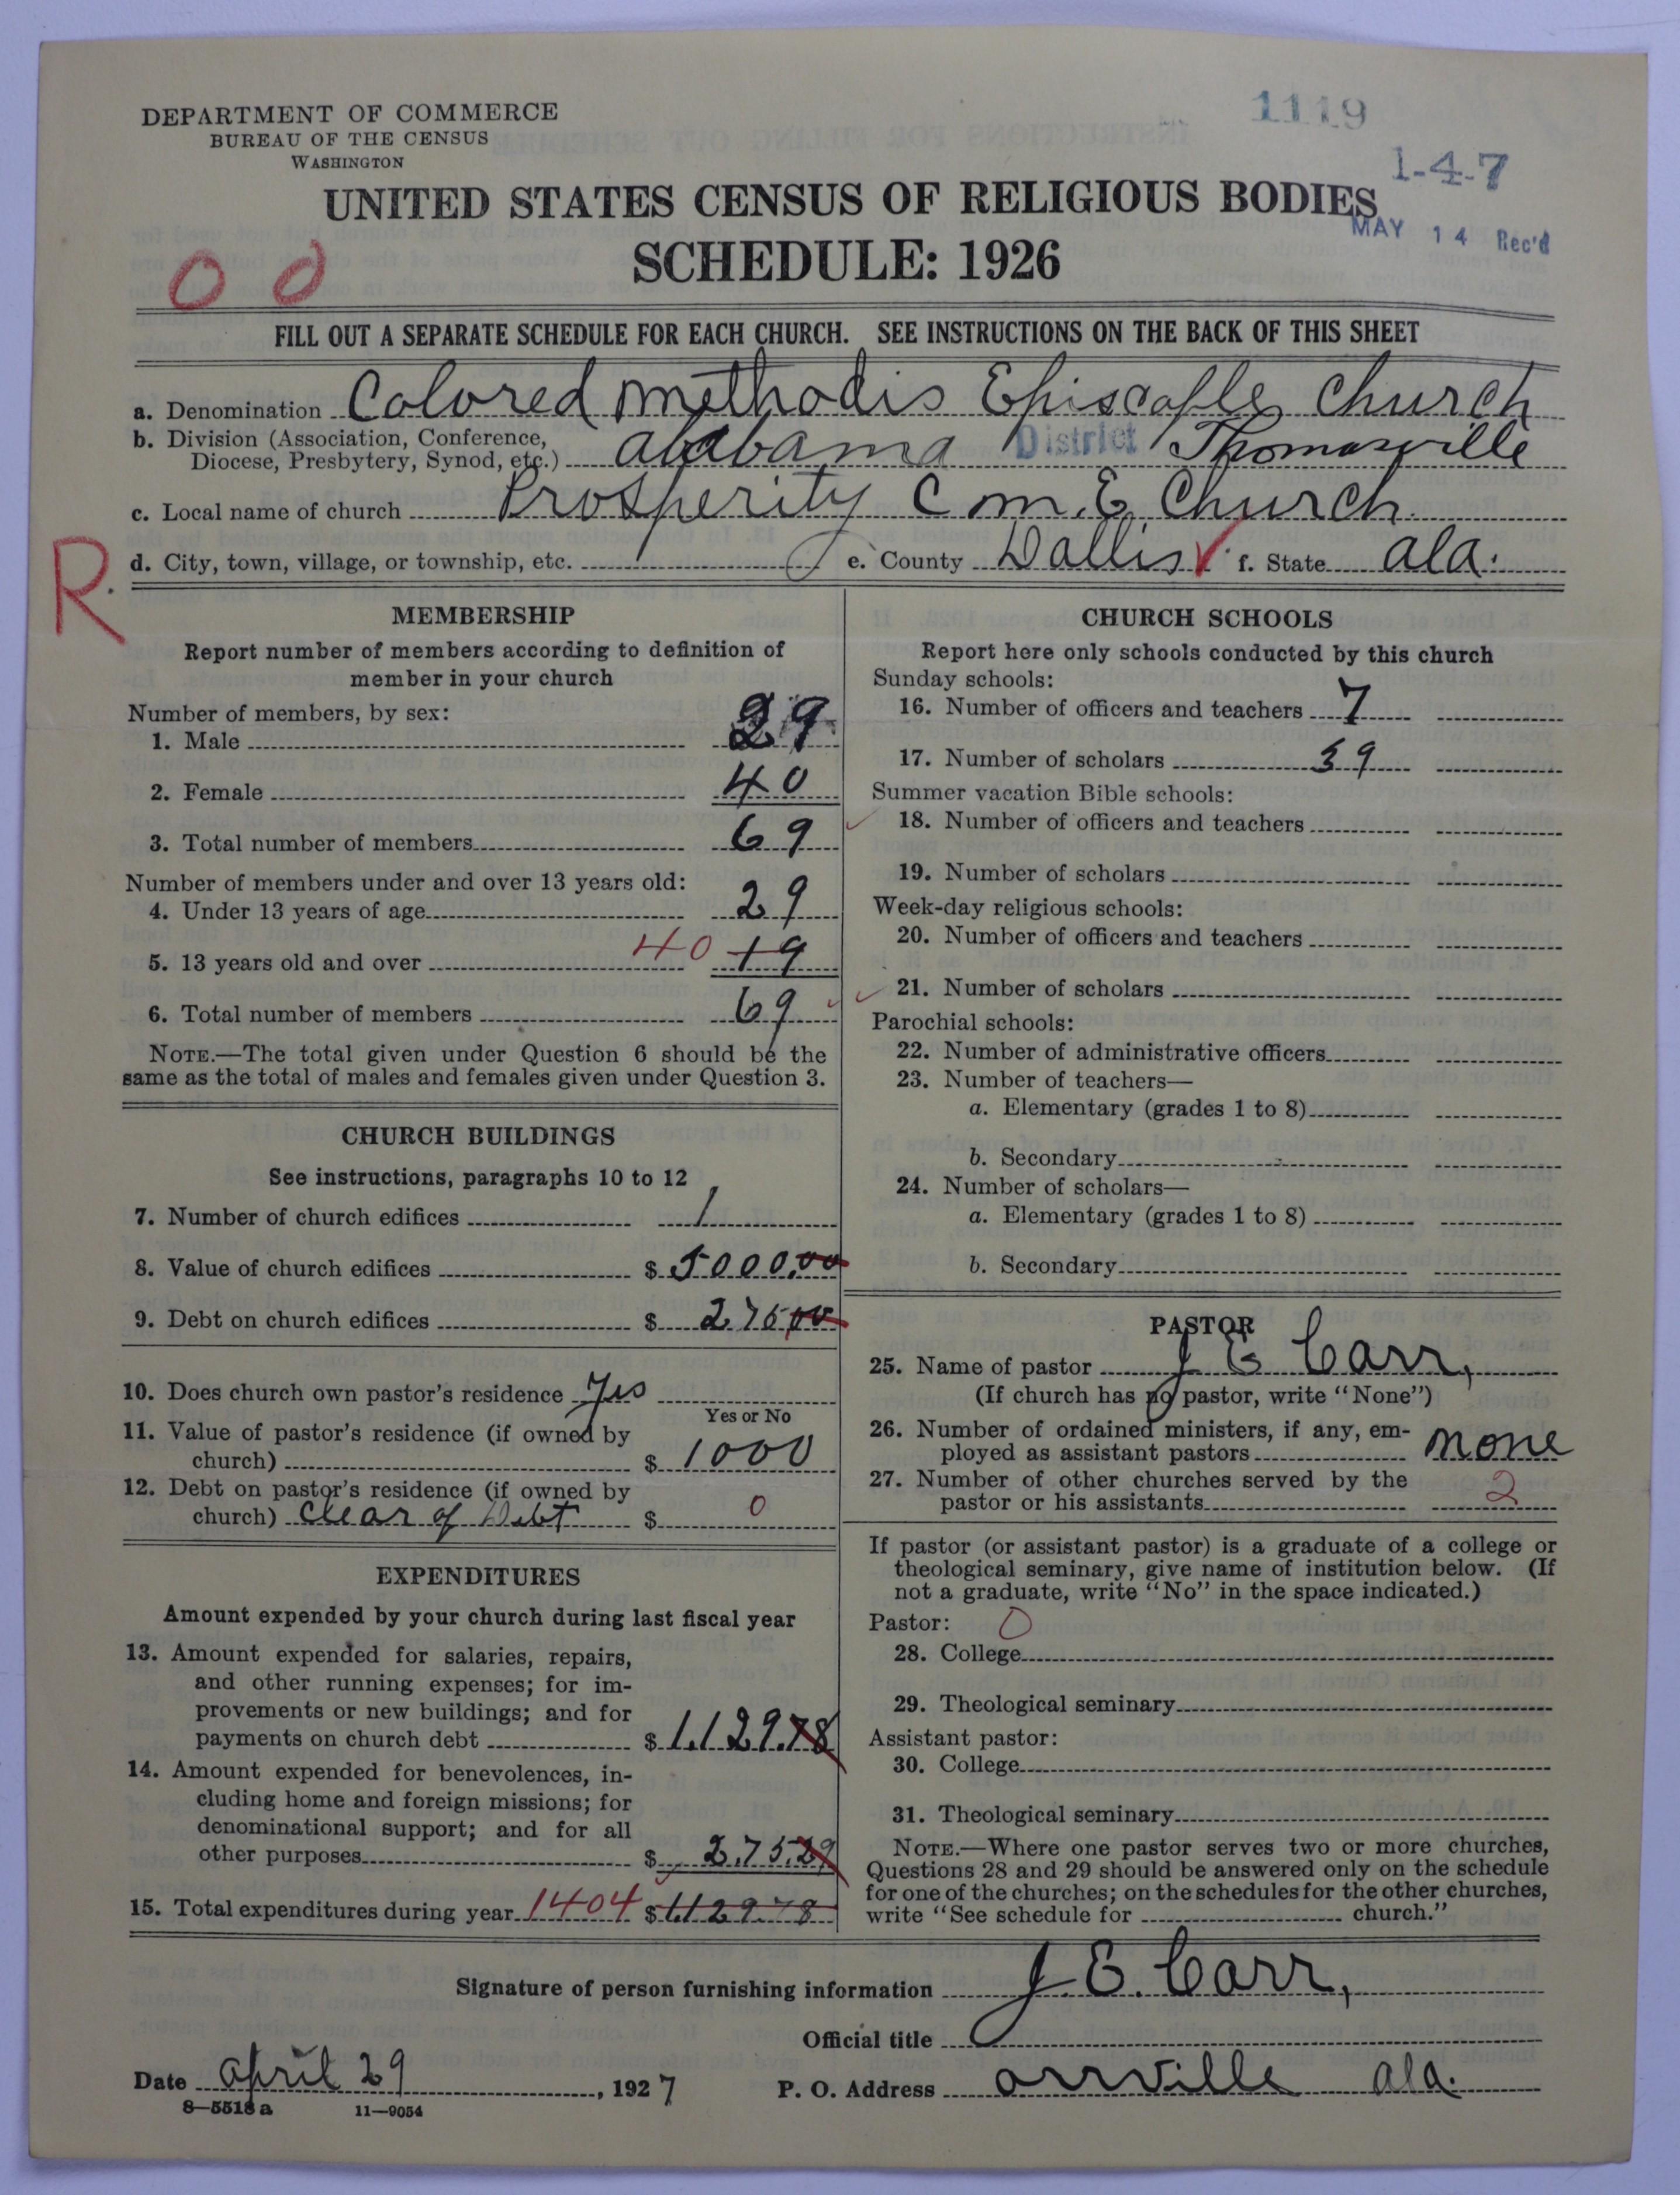 DEPARTMENT OF COMMERCE
BUREAU OF THE CENSUS
WASHINGTON
1119
1-4-7
UNITED STATES CENSUS OF RELIGIOUS BODIES
MAY 14 Rec'd
SCHEDULE: 1926
0 0
FILL OUT A SEPARATE SCHEDULE FOR EACH CHURCH. SEE INSTRUCTIONS ON THE BACK OF THIS SHEET
a. Denomination Colored Methodis Episcople Church
b. Division (Association, Conference, Diocese, Presbytery, Synod, etc.) alabama District Thomasville
c. Local name of church Prosperity C M. E. Church
R. d. City, town, village, or township, etc. e. County Dallis f. State ala.
MEMBERSHIP
Report number of members according to definition of
member in your church
Number of members, by sex:
1. Male 29
2. Female 40
3. Total number of members 69
Number of members under and over 13 years old:
4. Under 13 years of age 29
5. 13 years old and over 40 19
6. Total number of members 69
NOTE.—The total given under Question 6 should be the
same as the total of males and females given under Question 3.
CHURCH BUILDINGS
See instructions, paragraphs 10 to 12
7. Number of church edifices 1
8. Value of church edifices $ 5000.00
9. Debt on church edifices $ 275.00
10. Does church own pastor's residence Yes
Yes or No
11. Value of pastor's residence (if owned by
church) $ 1000
12. Debt on pastor's residence (if owned by
church) Clear of Debt $ 0
EXPENDITURES
Amount expended by your church during last fiscal year
13. Amount expended for salaries, repairs,
and other running expenses; for im-
provements or new buildings; and for
payments on church debt $ 1.129.78
14. Amount expended for benevolences, in-
cluding home and foreign missions; for
denominational support; and for all
other purposes $ 275.29
15. Total expenditures during year 1404 $ 1.129.78
CHURCH SCHOOLS
Report here only schools conducted by this church
Sunday schools:
16. Number of officers and teachers 7
17. Number of scholars 39
Summer vacation Bible schools:
18. Number of officers and teachers
19. Number of scholars
Week-day religious schools:
20. Number of officers and teachers
21. Number of scholars
Parochial schools:
22. Number of administrative officers
23. Number of teachers—
a. Elementary (grades 1 to 8)
b. Secondary
24. Number of scholars—
a. Elementary (grades 1 to 8)
b. Secondary
PASTOR
25. Name of pastor J E Carr,
(If church has no pastor, write "None")
26. Number of ordained ministers, if any, em-
ployed as assistant pastors none
27. Number of other churches served by the
pastor or his assistants 2
If pastor (or assistant pastor) is a graduate of a college or
theological seminary, give name of institution below. (If
not a graduate, write "No" in the space indicated.)
Pastor: 0
28. College
29. Theological seminary
Assistant pastor:
30. College
31. Theological seminary
NOTE.—Where one pastor serves two or more churches,
Questions 28 and 29 should be answered only on the schedule
for one of the churches; on the schedules for the other churches,
write "See schedule for church."
Signature of person furnishing information J. E. Carr,
Official title
Date april 29, 1927 P. O. Address orrville ala.
8-5518 a 11-9054